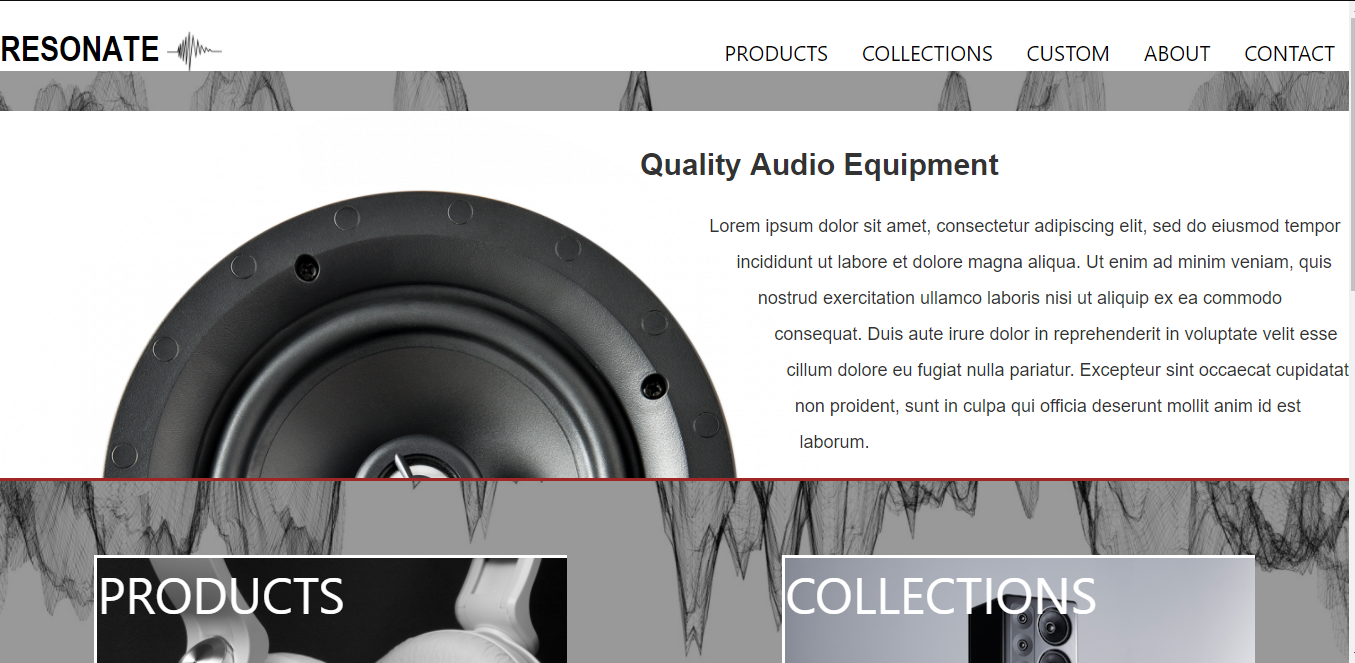 RESONATE
PRODUCTS COLLECTIONS CUSTOM ABOUT CONTACT
Quality Audio Equipment
Lorem ipsum dolor sit amet, consectetur adipiscing elit, sed do eiusmod tempor
incididunt ut labore et dolore magna aliqua. Ut enim ad minim veniam, quis
nostrud exercitation ullamco laboris nisi ut aliquip ex ea commodo
consequat. Duis aute irure dolor in reprehenderit in voluptate velit esse
cillum dolore eu fugiat nulla pariatur. Excepteur sint occaecat cupidatat
non proident, sunt in culpa qui officia deserunt mollit anim id est
laborum.
PRODUCTS
COLLECTIONS